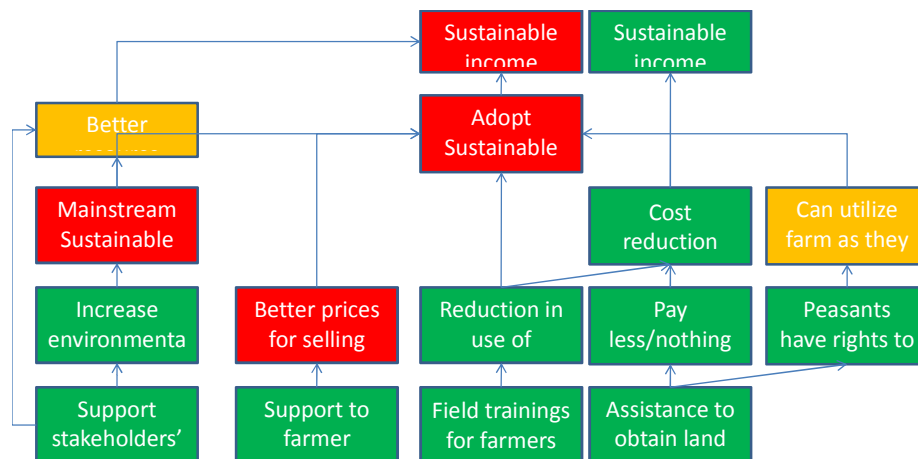 Sustainable
income
Sustainable
income
Better
Adopt
Sustainable
Mainstream
Sustainable
Cost
reduction
Can utilize
farm as they
Increase
environmenta
Better prices
for selling
Reduction in
use of
Pay
less/nothing
Peasants
have rights to
Support
stakeholders’
Support to
farmer
Field trainings
for farmers
Assistance to
obtain land